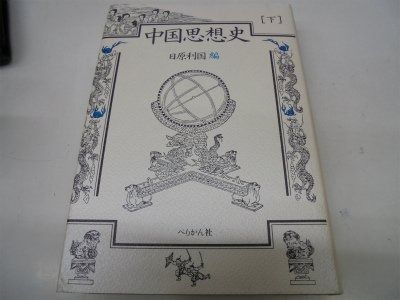 [下]
中国思想史
日原利国 編
ぺりかん社